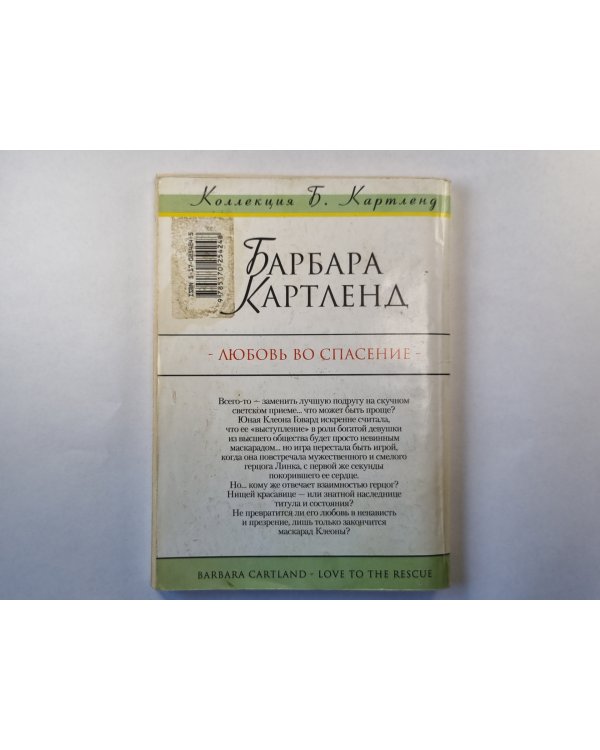 Коллекция Б. Картленд
БАРБАРА
КАРТЛЕНД
- ЛЮБОВЬ ВО СПАСЕНИЕ -
Всего-то – заменить лучшую подругу на скучном
светском приеме... что может быть проще?
Юная Клеона Говард искренне считала,
что ее «выступление» в роли богатой девушки
из высшего общества будет просто невинным
маскарадом... но игра перестала быть игрой,
когда она повстречала мужественного и смелого
герцога Линка, с первой же секунды
покорившего ее сердце.
Но... кому же отвечает взаимностью герцог?
Нищей красавице – или знатной наследнице
титула и состояния?
Не превратится ли его любовь в ненависть
и презрение, лишь только закончится
маскарад Клеоны?
BARBARA CARTLAND - LOVE TO THE RESCUE